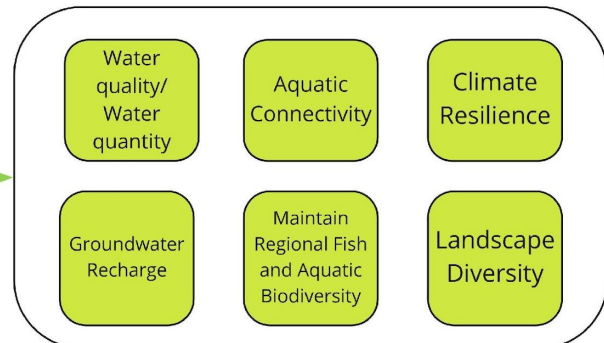 Water
quality/
Water
quantity
Aquatic
Connectivity
Climate
Resilience
Groundwater
Recharge
Maintain
Regional Fish
and Aquatic
Biodiversity
Landscape
Diversity